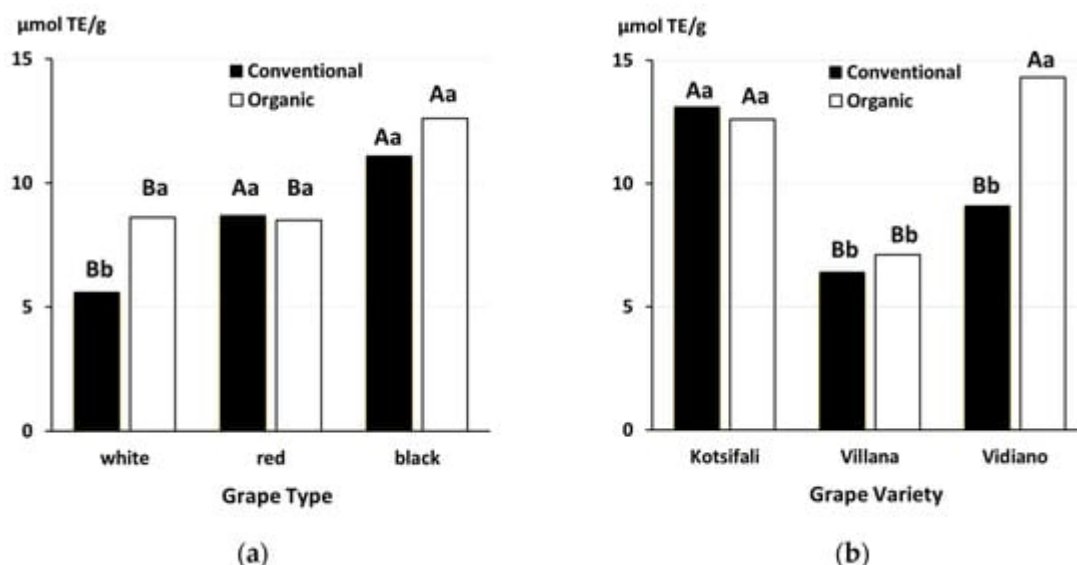 µmol TE/g
15
10
5
0
Conventional
Organic
Bb
Ba
Aa
Ba
Aa
Aa
white red black
Grape Type
(a)
µmol TE/g
15
10
5
0
Conventional
Organic
Aa
Aa
Bb
Bb
Bb
Aa
Kotsifali Villana Vidiano
Grape Variety
(b)